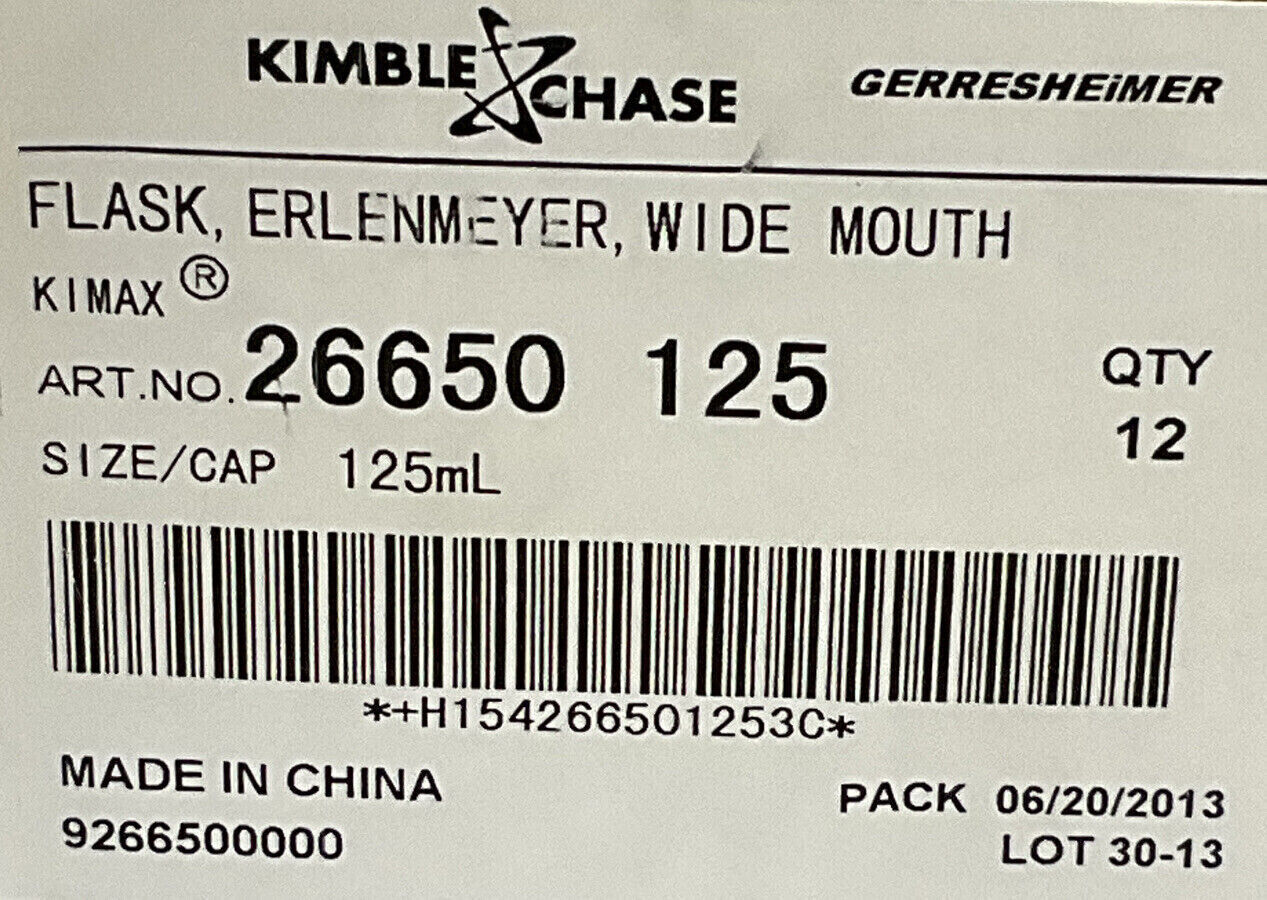 KIMBLE CHASE GERRESHEiMER
FLASK, ERLENMEYER, WIDE MOUTH
KIMAX ®
ART.NO. 26650 125 QTY
12
SIZE/CAP 125mL
*+H154266501253C*
MADE IN CHINA
9266500000
PACK 06/20/2013
LOT 30-13